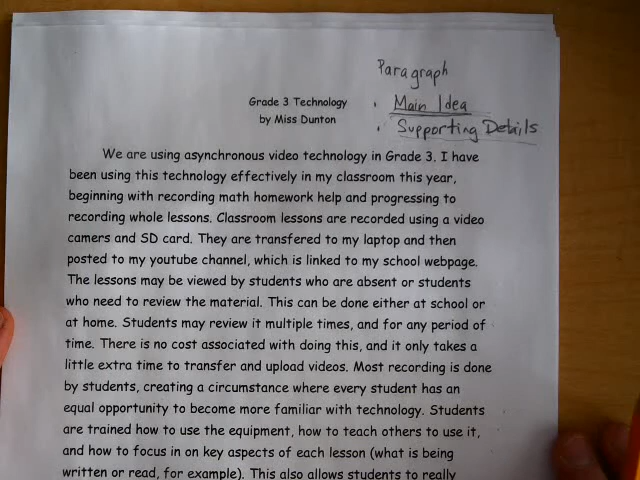 Paragraph
Grade 3 Technology
• Main Idea
by Miss Dunton
• Supporting Details
We are using asynchronous video technology in Grade 3. I have
been using this technology effectively in my classroom this year,
beginning with recording math homework help and progressing to
recording whole lessons. Classroom lessons are recorded using a video
camers and SD card. They are transfered to my laptop and then
posted to my youtube channel, which is linked to my school webpage.
The lessons may be viewed by students who are absent or students
who need to review the material. This can be done either at school or
at home. Students may review it multiple times, and for any period of
time. There is no cost associated with doing this, and it only takes a
little extra time to transfer and upload videos. Most recording is done
by students, creating a circumstance where every student has an
equal opportunity to become more familiar with technology. Students
are trained how to use the equipment, how to teach others to use it,
and how to focus in on key aspects of each lesson (what is being
written or read, for example). This also allows students to really